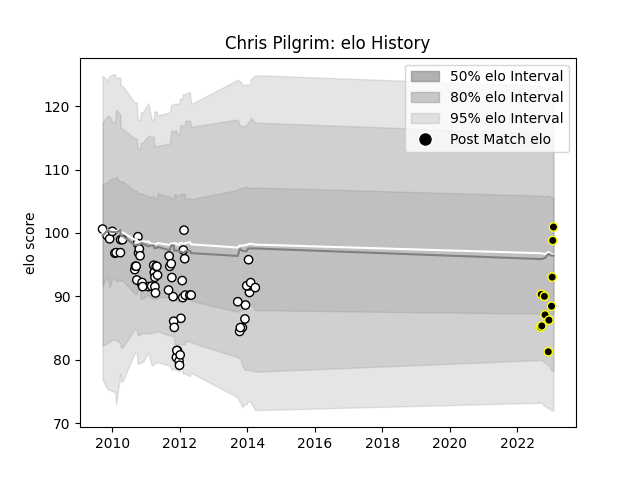 Chris Pilgrim: elo History
elo score
120
110
100
90
80
70
50% elo Interval
80% elo Interval
95% elo Interval
Post Match elo
2010 2012 2014 2016 2018 2020 2022